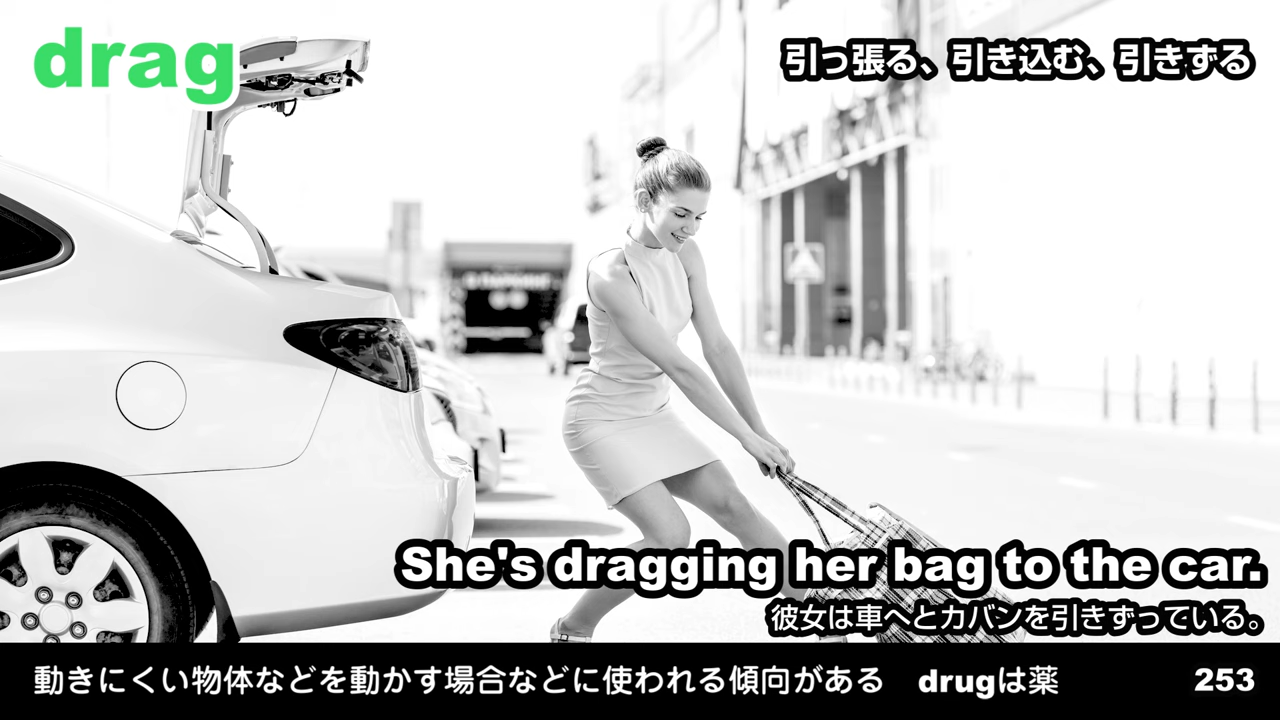 drag
引っ張る、引き込む、引きずる
She's dragging her bag to the car.
彼女は車へとカバンを引きずっている。
動きにくい物体などを動かす場合などに使われる傾向がある　drugは薬　253